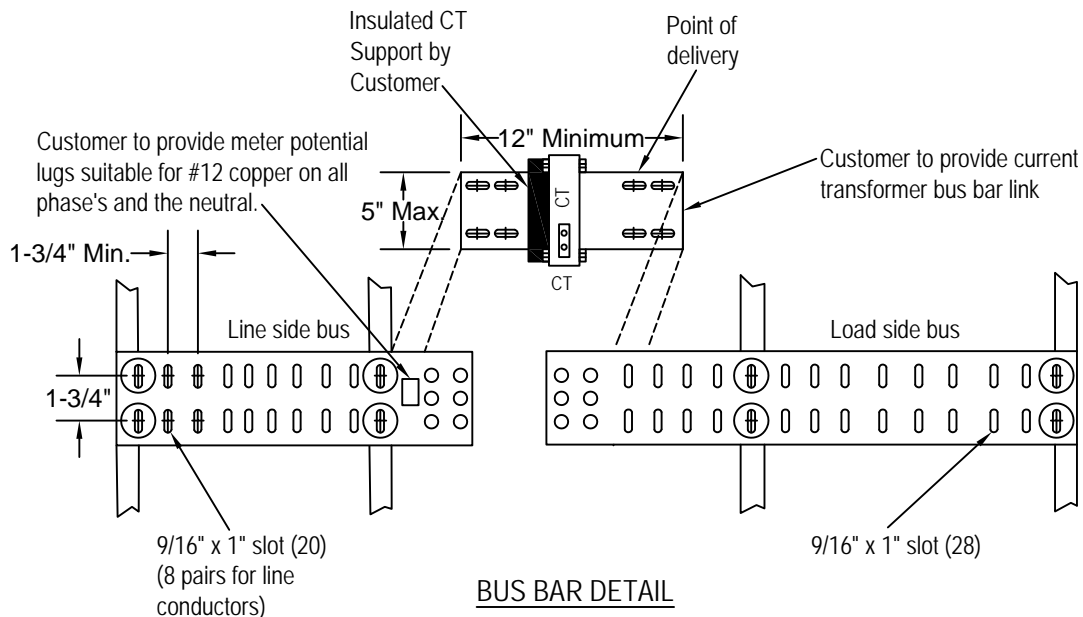 Insulated CT
Support by
Customer
Point of
delivery
12" Minimum
Customer to provide meter potential
lugs suitable for #12 copper on all
phase's and the neutral.
Customer to provide current
transformer bus bar link
5" Max.
CT
CT
1-3/4" Min.
Line side bus
Load side bus
1-3/4"
9/16" x 1" slot (20)
(8 pairs for line
conductors)
9/16" x 1" slot (28)
BUS BAR DETAIL